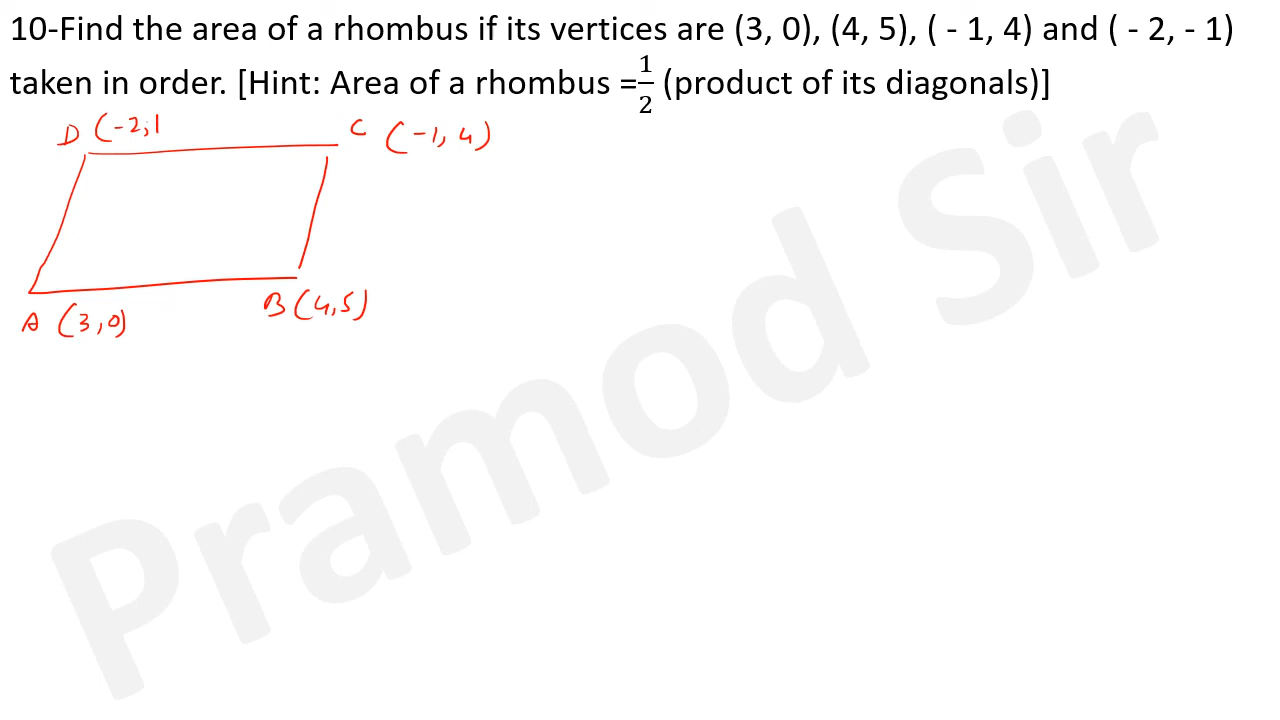 10-Find the area of a rhombus if its vertices are (3, 0), (4, 5), ( - 1, 4) and ( - 2, - 1)
taken in order. [Hint: Area of a rhombus =1/2 (product of its diagonals)]
D (-2,1
C (-1, 4)
A (3,0)
B (4,5)
Pramod Sir